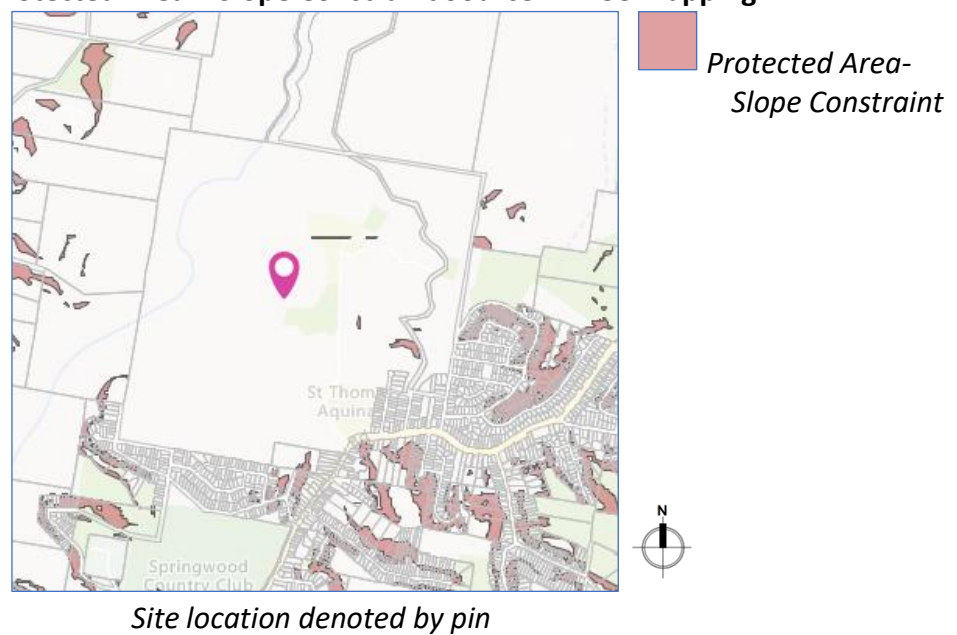 Protected Area-
Slope Constraint
St Thom
Aquina
Springwood
Country Club
N
Site location denoted by pin